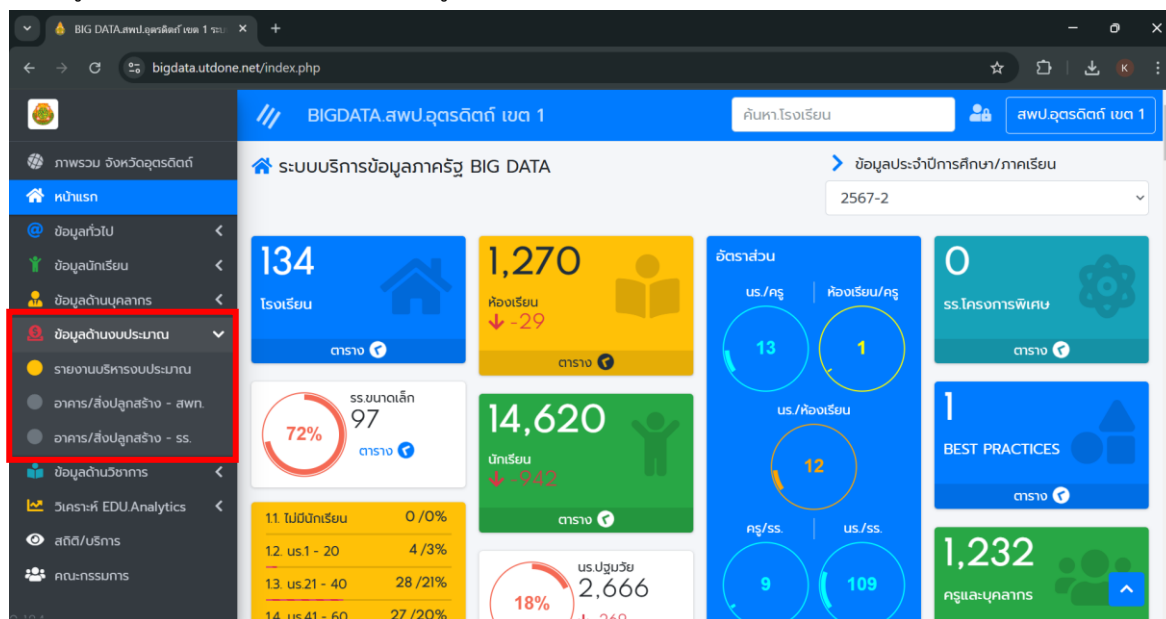 BIG DATA.สพป.อุตรดิตถ์ เขต 1 ระบ
bigdata.utdone.net/index.php
K
BIGDATA.สพป.อุตรดิตถ์ เขต 1
ค้นหา.โรงเรียน
สพป.อุตรดิตถ์ เขต 1
ภาพรวม จังหวัดอุตรดิตถ์
หน้าแรก
ข้อมูลทั่วไป
ข้อมูลนักเรียน
ข้อมูลด้านบุคลากร
ข้อมูลด้านงบประมาณ
รายงานบริหารงบประมาณ
อาคาร/สิ่งปลูกสร้าง - สพท.
อาคาร/สิ่งปลูกสร้าง - รร.
ข้อมูลด้านวิชาการ
วิเคราะห์ EDU.Analytics
สถิติ/บริการ
คณะกรรมการ
ระบบบริการข้อมูลภาครัฐ BIG DATA
ข้อมูลประจำปีการศึกษา/ภาคเรียน
2567-2
134
โรงเรียน
ตาราง
72%
รร.ขนาดเล็ก
97
ตาราง
1.1. ไม่มีนักเรียน 0 /0%
1.2. นร.1 - 20 4 /3%
1.3. นร.21 - 40 28 /21%
1.4. นร.41 - 60 27 /20%
1,270
ห้องเรียน
-29
ตาราง
14,620
นักเรียน
-942
ตาราง
18%
นร.ปฐมวัย
2,666
อัตราส่วน
นร./ครู ห้องเรียน/ครู
13 1
นร./ห้องเรียน
12
ครู/รร. นร./รร.
9 109
0
รร.โครงการพิเศษ
ตาราง
1
BEST PRACTICES
ตาราง
1,232
ครูและบุคลากร